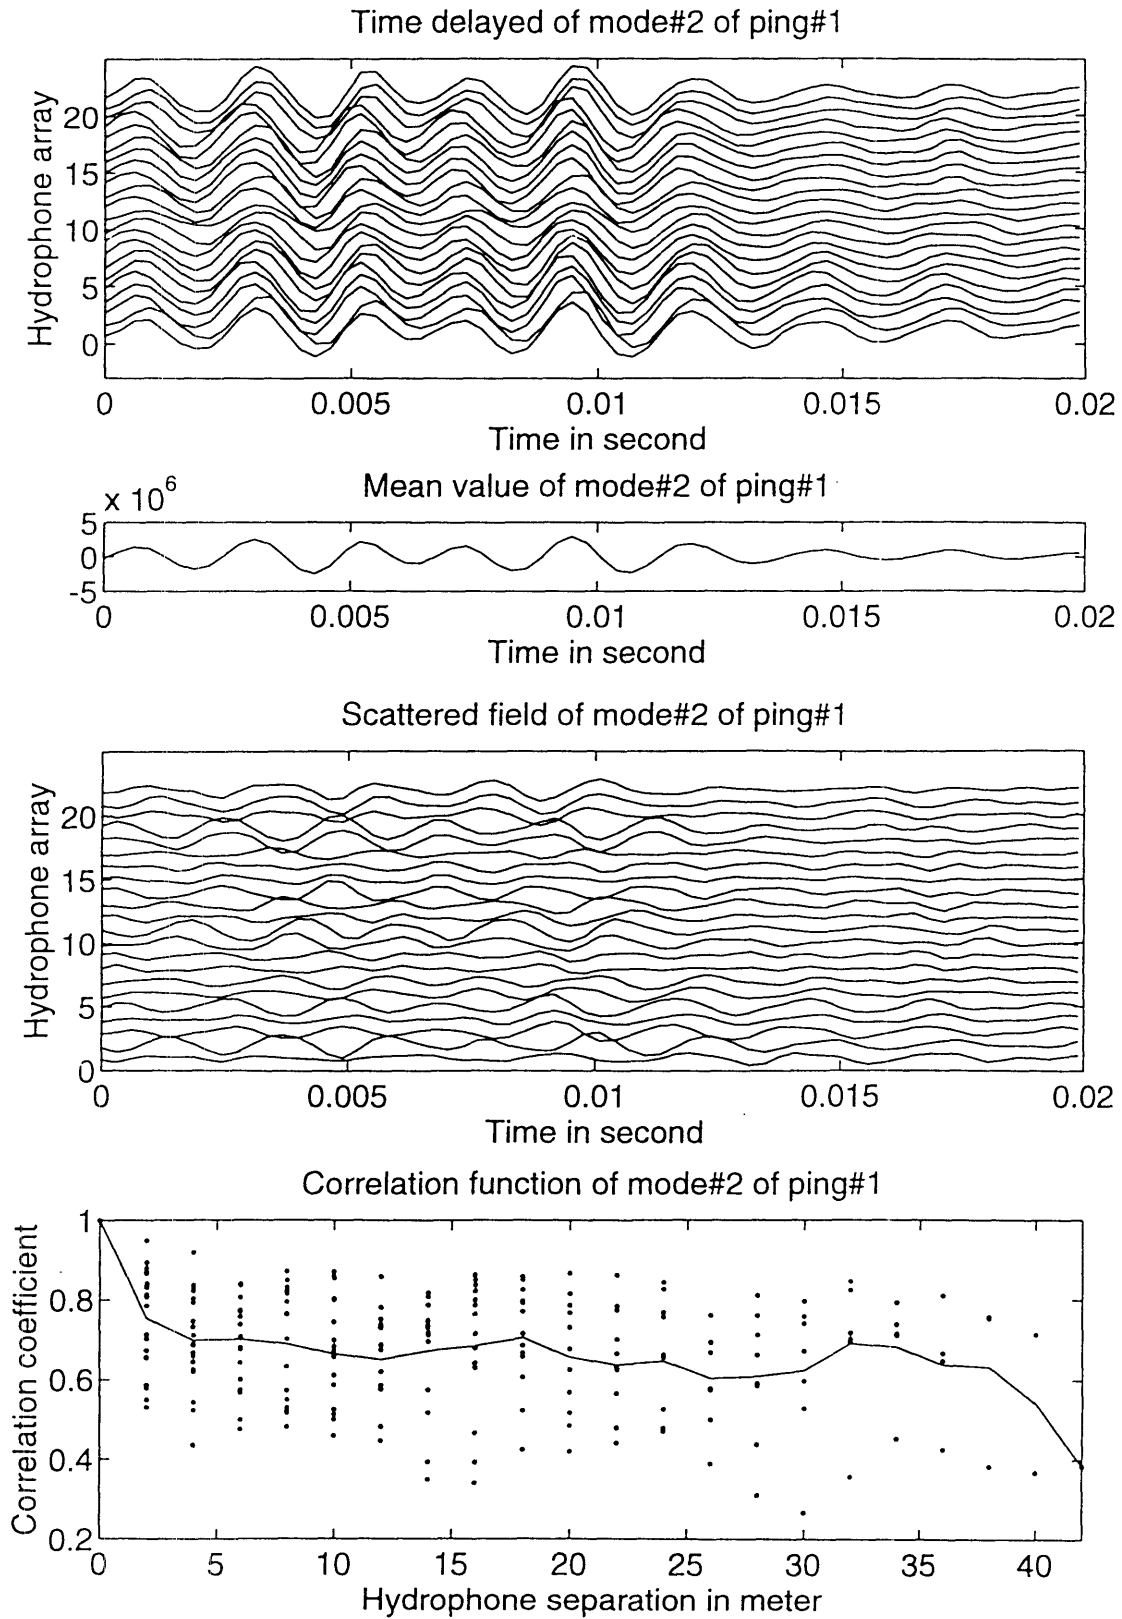 Time delayed of mode#2 of ping#1
Hydrophone array
20
15
10
5
0
0 0.005 0.01 0.015 0.02
Time in second
Mean value of mode#2 of ping#1
x 10^6
5
0
-5
0 0.005 0.01 0.015 0.02
Time in second
Scattered field of mode#2 of ping#1
Hydrophone array
20
15
10
5
0
0 0.005 0.01 0.015 0.02
Time in second
Correlation function of mode#2 of ping#1
Correlation coefficient
1
0.8
0.6
0.4
0.2
0 5 10 15 20 25 30 35 40
Hydrophone separation in meter